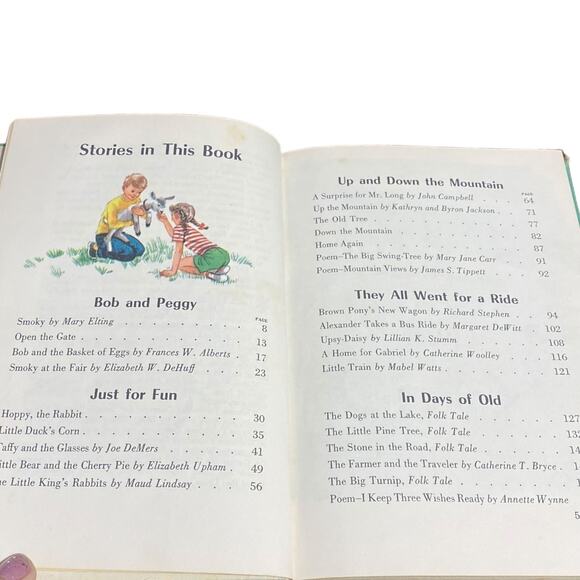 Stories in This Book
Bob and Peggy
PAGE
Smoky by Mary Elting . . . . . . . . 8
Open the Gate . . . . . . . . . . 13
Bob and the Basket of Eggs by Frances W. Alberts . 17
Smoky at the Fair by Elizabeth W. DeHuff . . . . 23
Just for Fun
Hoppy, the Rabbit . . . . . . . . . 30
Little Duck's Corn . . . . . . . . . 35
Taffy and the Glasses by Joe DeMers . . . . . 41
ittle Bear and the Cherry Pie by Elizabeth Upham . 49
e Little King's Rabbits by Maud Lindsay . . . . 56
Up and Down the Mountain
PAGE
A Surprise for Mr. Long by John Campbell . . . . 64
Up the Mountain by Kathryn and Byron Jackson . . . 71
The Old Tree . . . . . . . . . . 77
Down the Mountain . . . . . . . . . 82
Home Again . . . . . . . . . . 87
Poem—The Big Swing-Tree by Mary Jane Carr . . . 91
Poem—Mountain Views by James S. Tippett . . . . 92
They All Went for a Ride
Brown Pony's New Wagon by Richard Stephen . . . 94
Alexander Takes a Bus Ride by Margaret DeWitt . . 102
Upsy-Daisy by Lillian K. Stumm . . . . . . 108
A Home for Gabriel by Catherine Woolley . . . . 116
Little Train by Mabel Watts . . . . . . . 121
In Days of Old
The Dogs at the Lake, Folk Tale . . . . . . 127
The Little Pine Tree, Folk Tale . . . . . .
The Stone in the Road, Folk Tale . . . . .
The Farmer and the Traveler by Catherine T. Bryce .
The Big Turnip, Folk Tale . . . . . . .
Poem—I Keep Three Wishes Ready by Annette Wynne